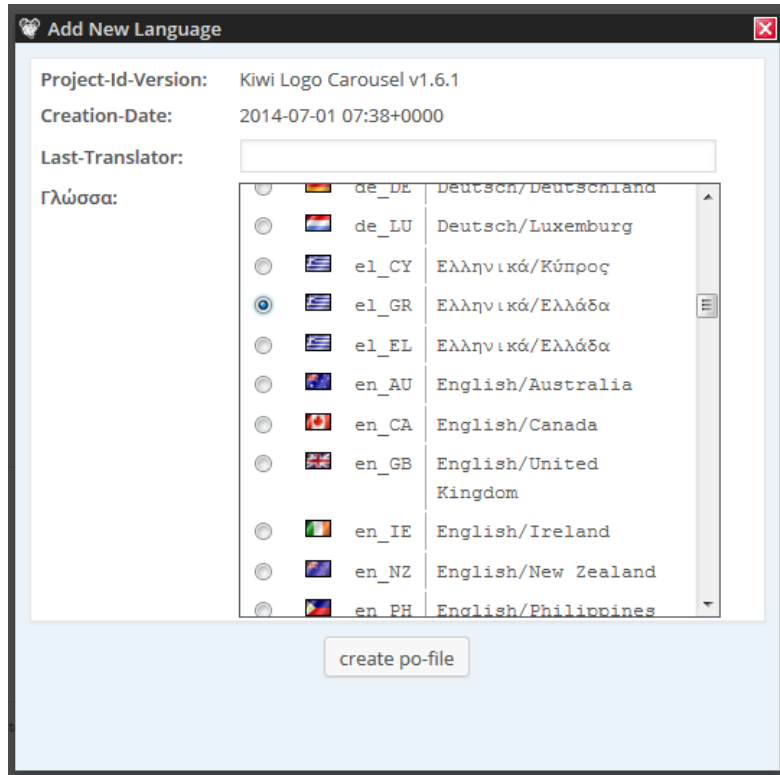 Add New Language
Project-Id-Version: Kiwi Logo Carousel v1.6.1
Creation-Date: 2014-07-01 07:38+0000
Last-Translator:
Γλώσσα:
de_DE Deutsch/Deutschland
de_LU Deutsch/Luxemburg
el_CY Ελληνικά/Κύπρος
el_GR Ελληνικά/Ελλάδα
el_EL Ελληνικά/Ελλάδα
en_AU English/Australia
en_CA English/Canada
en_GB English/United
Kingdom
en_IE English/Ireland
en_NZ English/New Zealand
en_PH English/Philippines
create po-file